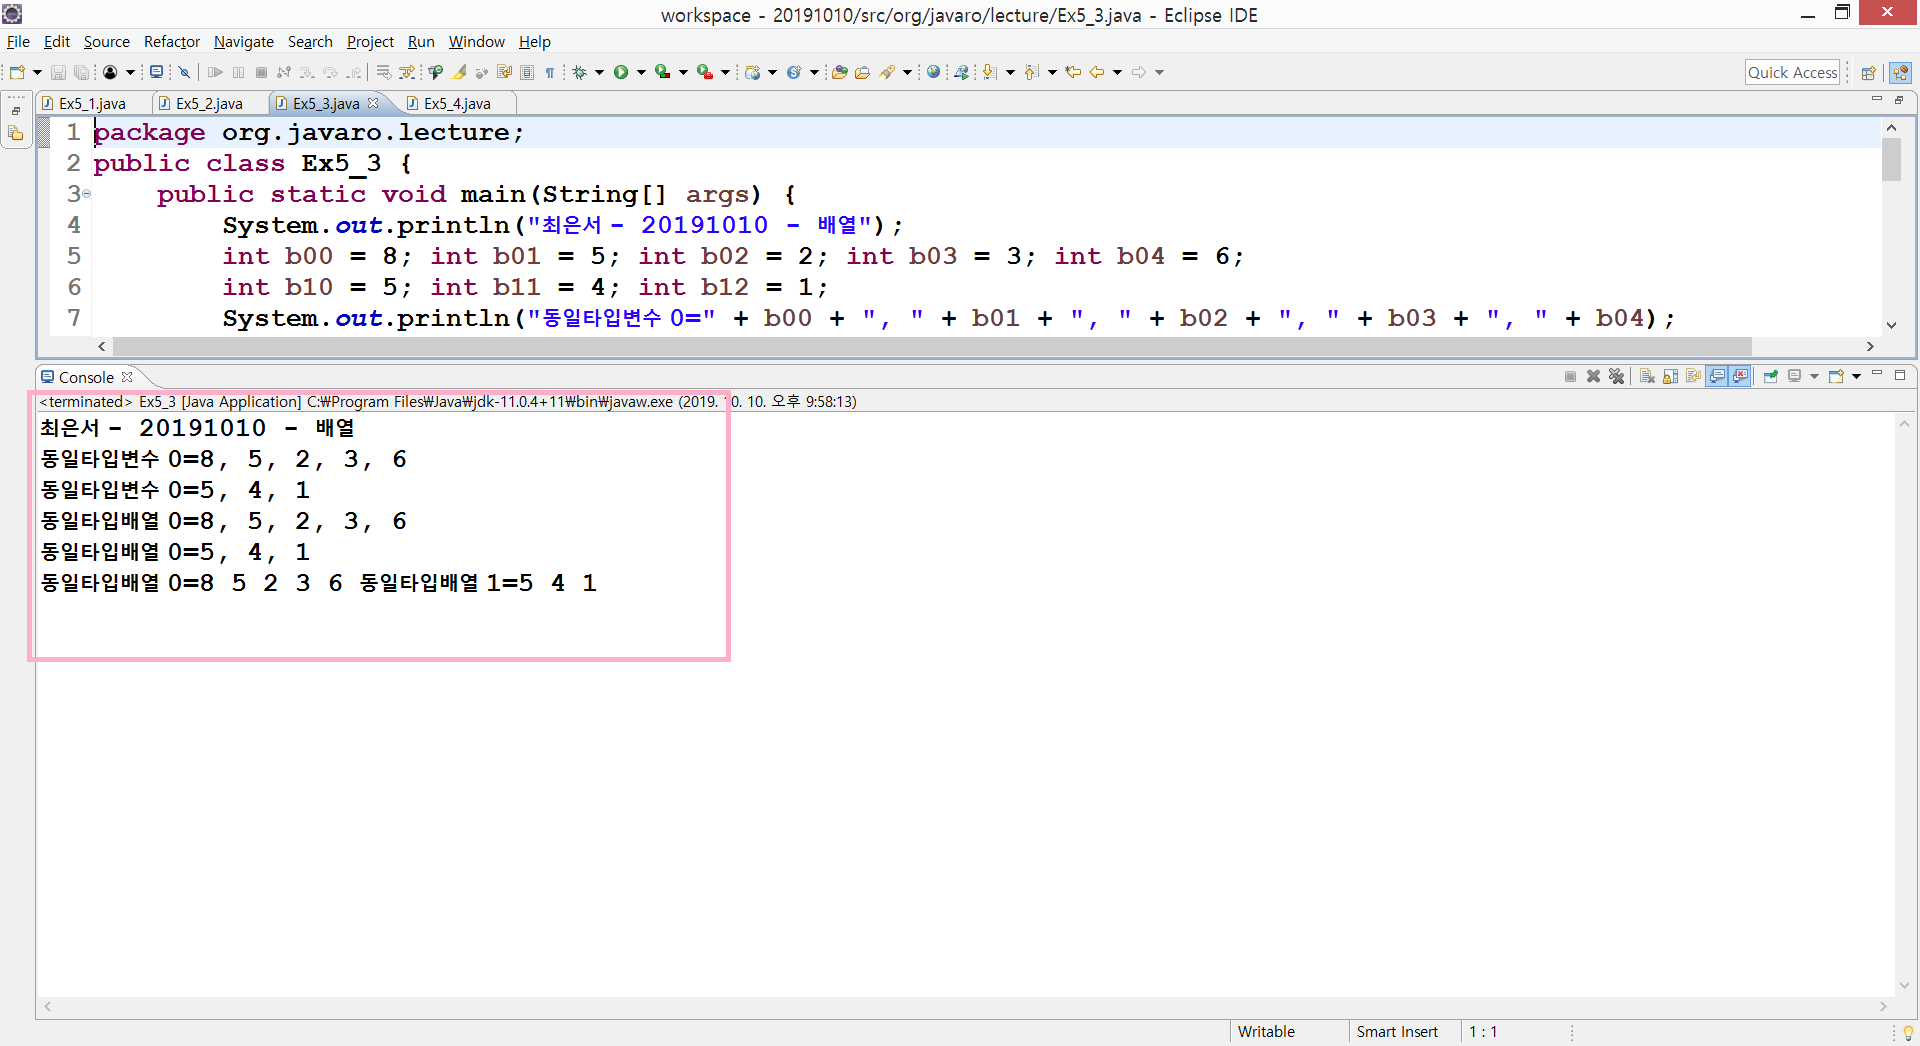 workspace - 20191010/src/org/javaro/lecture/Ex5_3.java - Eclipse IDE
File Edit Source Refactor Navigate Search Project Run Window Help
Quick Access
Ex5_1.java Ex5_2.java Ex5_3.java Ex5_4.java
1 package org.javaro.lecture;
2 public class Ex5_3 {
3 public static void main(String[] args) {
4 System.out.println("최은서 - 20191010 - 배열");
5 int b00 = 8; int b01 = 5; int b02 = 2; int b03 = 3; int b04 = 6;
6 int b10 = 5; int b11 = 4; int b12 = 1;
7 System.out.println("동일타입변수 0=" + b00 + ", " + b01 + ", " + b02 + ", " + b03 + ", " + b04);
Console
<terminated> Ex5_3 [Java Application] C:₩Program Files₩Java₩jdk-11.0.4+11₩bin₩javaw.exe (2019. 10. 10. 오후 9:58:13)
최은서 - 20191010 - 배열
동일타입변수 0=8, 5, 2, 3, 6
동일타입변수 0=5, 4, 1
동일타입배열 0=8, 5, 2, 3, 6
동일타입배열 0=5, 4, 1
동일타입배열 0=8 5 2 3 6 동일타입배열 1=5 4 1
Writable Smart Insert 1 : 1